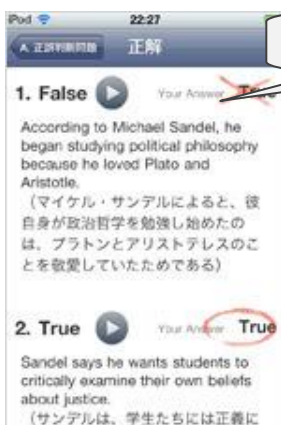 iPod 22:27
A. 正誤判断問題 正解
1. False Your Answer True
According to Michael Sandel, he
began studying political philosophy
because he loved Plato and
Aristotle.
（マイケル・サンデルによると、彼
自身が政治哲学を勉強し始めたの
は、プラトンとアリストテレスのこ
とを敬愛していたためである）
2. True Your Answer True
Sandel says he wants students to
critically examine their own beliefs
about justice.
（サンデルは、学生たちには正義に